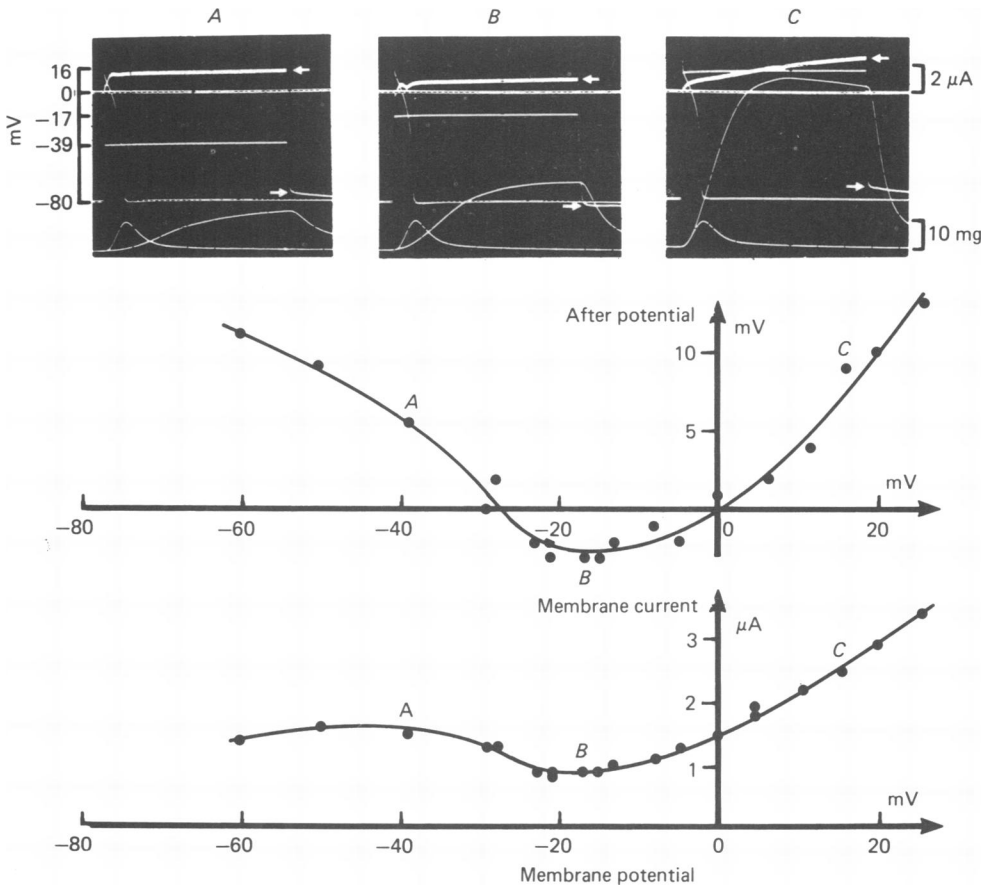 A B C
16
0
-17
-39
-80
mV
2 μA
10 mg
After potential
mV
10
5
A
B
C
mV
-80 -60 -40 -20 0 20
Membrane current
μA
3
2
1
A
B
C
mV
-80 -60 -40 -20 0 20
Membrane potential